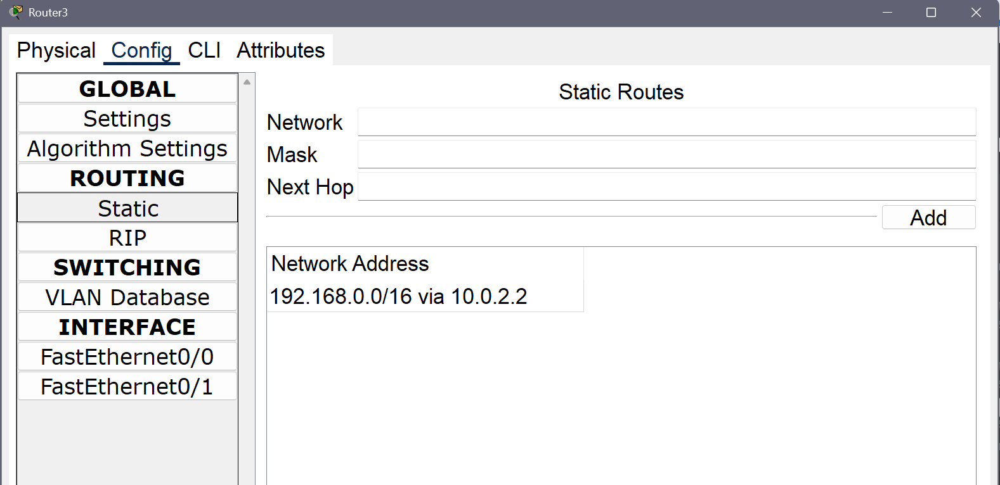 Router3
Physical Config CLI Attributes
GLOBAL
Settings
Algorithm Settings
ROUTING
Static
RIP
SWITCHING
VLAN Database
INTERFACE
FastEthernet0/0
FastEthernet0/1
Static Routes
Network
Mask
Next Hop
Add
Network Address
192.168.0.0/16 via 10.0.2.2